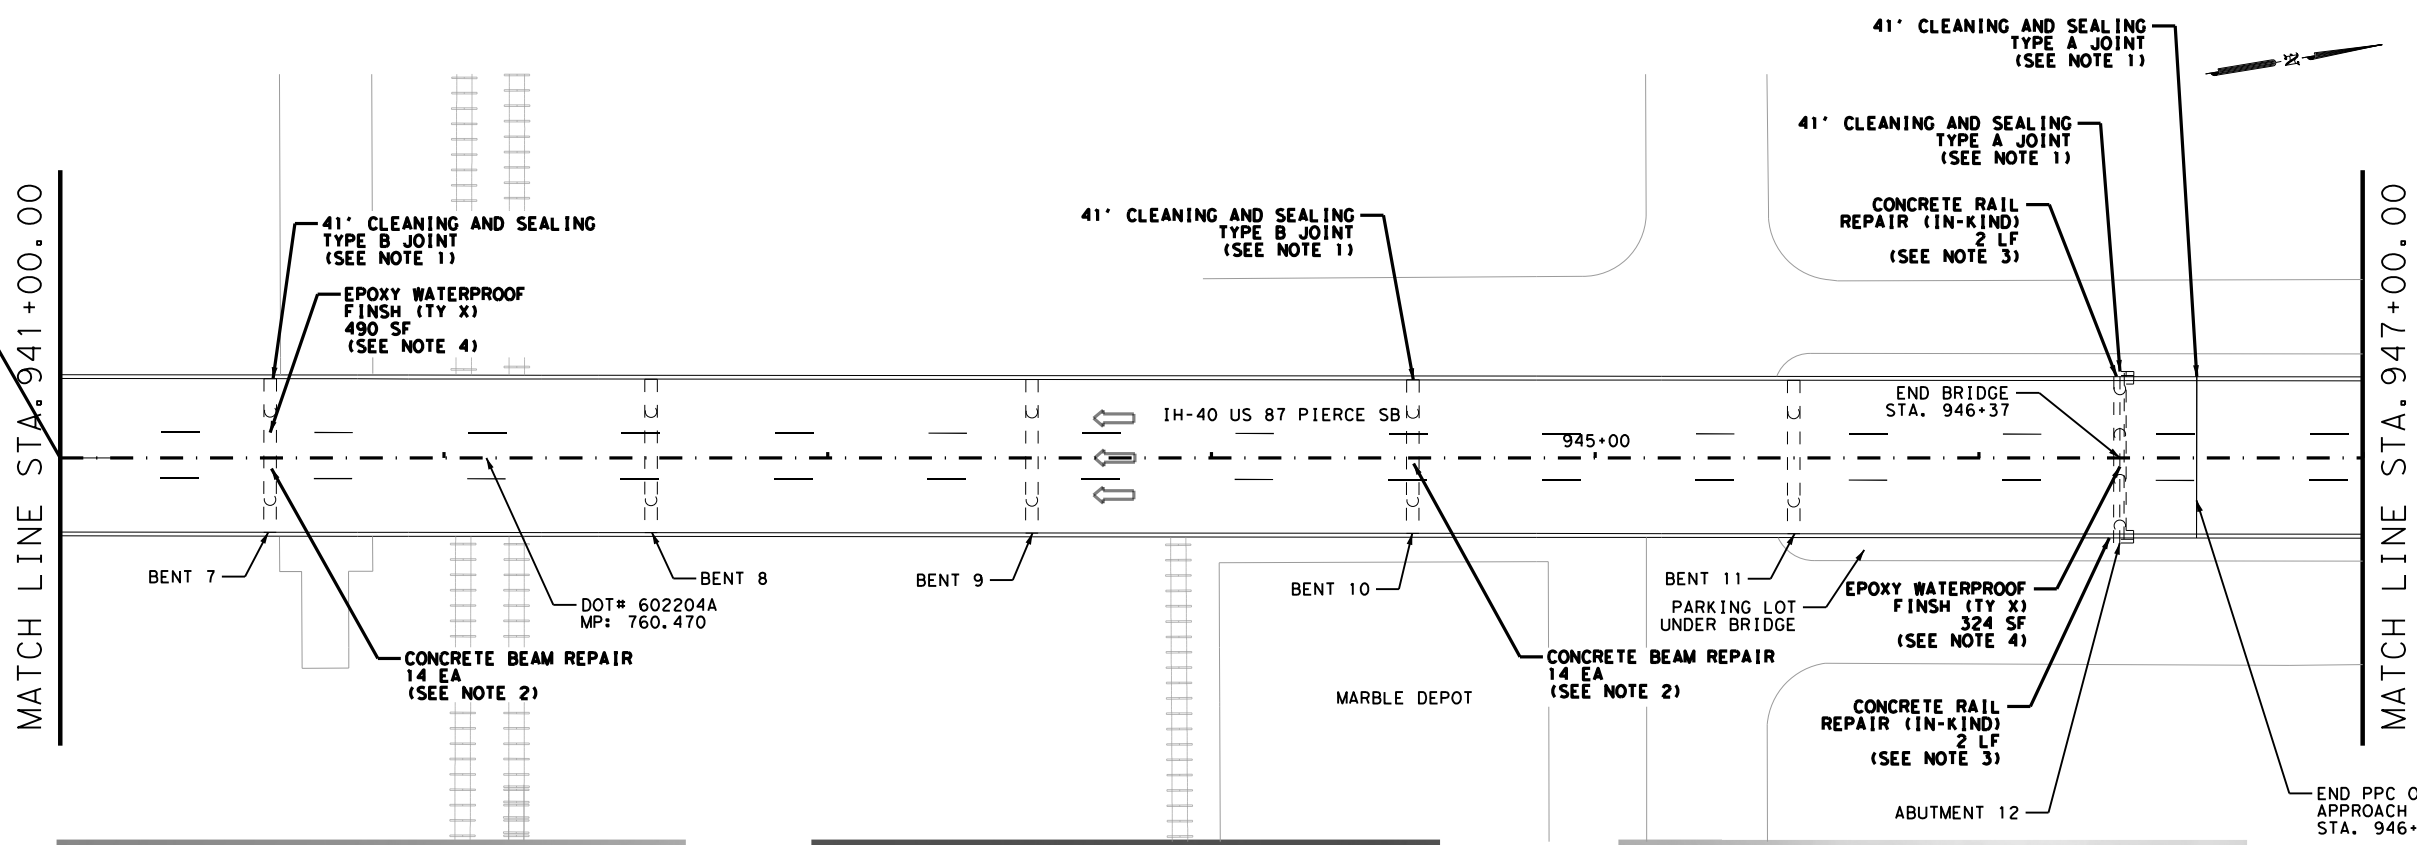 41' CLEANING AND SEALING
TYPE A JOINT
(SEE NOTE 1)
N
41' CLEANING AND SEALING
TYPE A JOINT
(SEE NOTE 1)
CONCRETE RAIL
REPAIR (IN-KIND)
2 LF
(SEE NOTE 3)
MATCH LINE STA.941+00.00
41' CLEANING AND SEALING
TYPE B JOINT
(SEE NOTE 1)
EPOXY WATERPROOF
FINSH (TY X)
490 SF
(SEE NOTE 4)
41' CLEANING AND SEALING
TYPE B JOINT
(SEE NOTE 1)
MATCH LINE STA.947+00.00
IH-40 US 87 PIERCE SB
END BRIDGE
STA. 946+37
945+00
BENT 7
BENT 8
BENT 9
BENT 10
BENT 11
DOT# 602204A
MP: 760.470
PARKING LOT
UNDER BRIDGE
EPOXY WATERPROOF
FINSH (TY X)
324 SF
(SEE NOTE 4)
CONCRETE BEAM REPAIR
14 EA
(SEE NOTE 2)
CONCRETE BEAM REPAIR
14 EA
(SEE NOTE 2)
MARBLE DEPOT
CONCRETE RAIL
REPAIR (IN-KIND)
2 LF
(SEE NOTE 3)
ABUTMENT 12
END PPC
APPROACH
STA. 946+